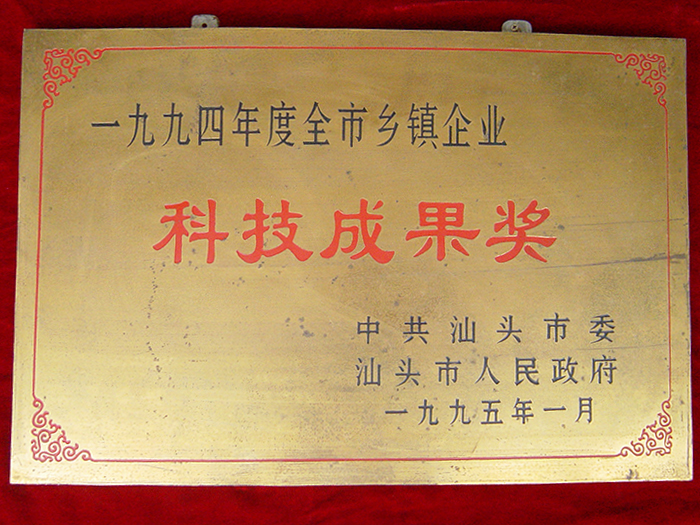 一九九四年度全市乡镇企业
科技成果奖
中共汕头市委
汕头市人民政府
一九九五年一月